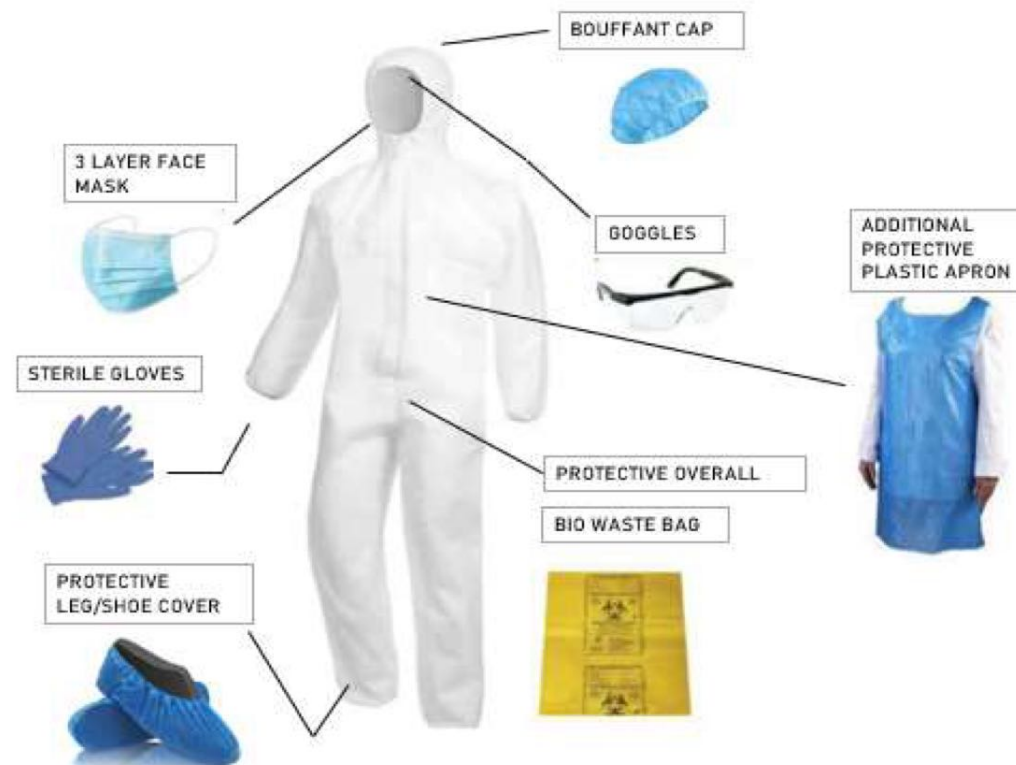 BOUFFANT CAP
3 LAYER FACE
MASK
GOGGLES
ADDITIONAL
PROTECTIVE
PLASTIC APRON
STERILE GLOVES
PROTECTIVE OVERALL
BIO WASTE BAG
PROTECTIVE
LEG/SHOE COVER